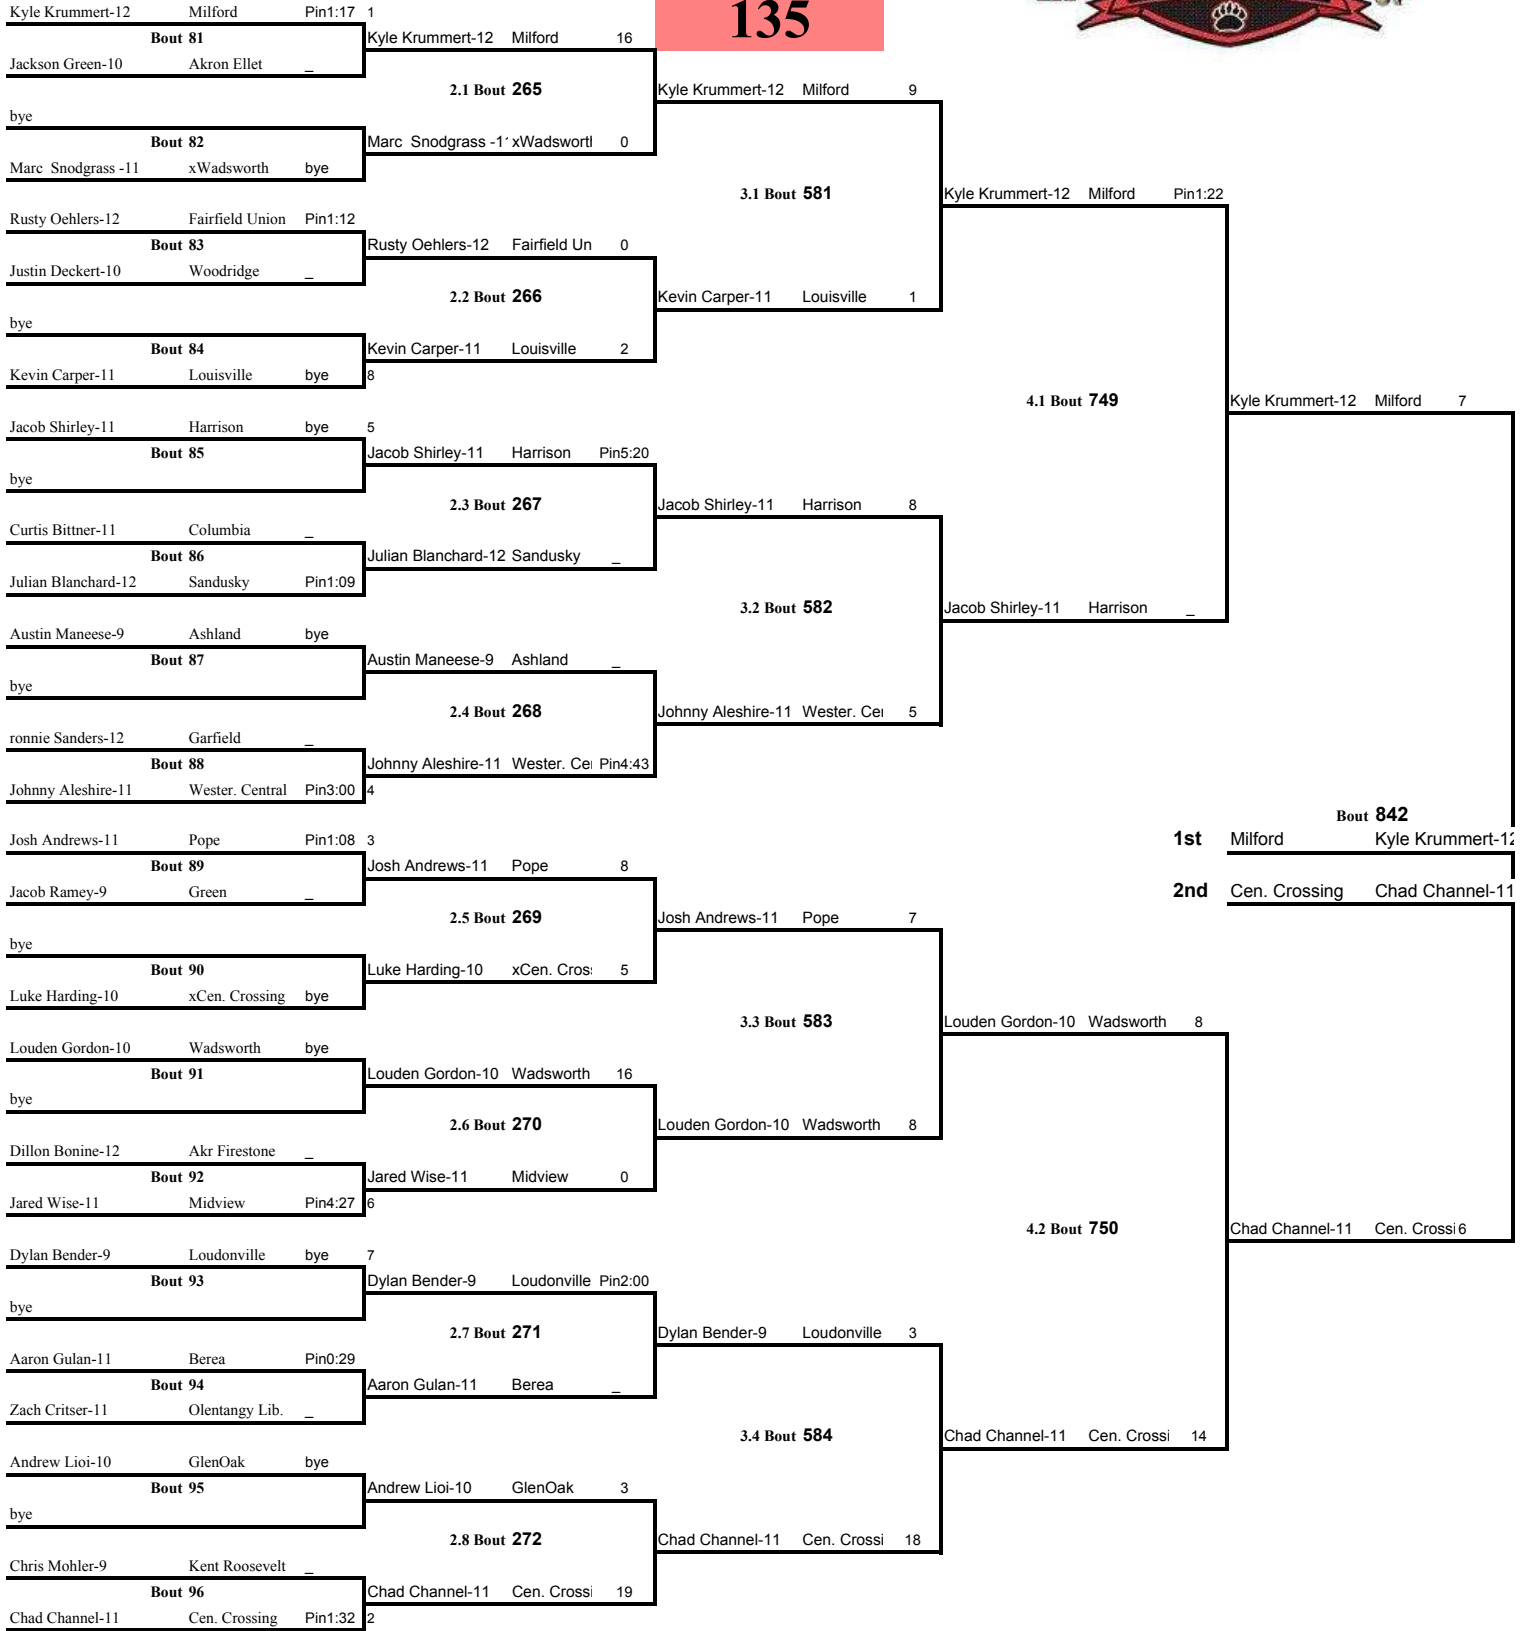 135
Kyle Krummert-12 Milford Pin1:17 1
Bout 81
Kyle Krummert-12 Milford 16
Jackson Green-10 Akron Ellet _
2.1 Bout 265
Kyle Krummert-12 Milford 9
bye
Bout 82
Marc Snodgrass -1 xWadsworth 0
Marc Snodgrass -11 xWadsworth bye
3.1 Bout 581
Kyle Krummert-12 Milford Pin1:22
Rusty Oehlers-12 Fairfield Union Pin1:12
Bout 83
Rusty Oehlers-12 Fairfield Un 0
Justin Deckert-10 Woodridge _
2.2 Bout 266
Kevin Carper-11 Louisville 1
bye
Bout 84
Kevin Carper-11 Louisville 2
Kevin Carper-11 Louisville bye 8
4.1 Bout 749
Kyle Krummert-12 Milford 7
Jacob Shirley-11 Harrison bye 5
Bout 85
Jacob Shirley-11 Harrison Pin5:20
bye
2.3 Bout 267
Jacob Shirley-11 Harrison 8
Curtis Bittner-11 Columbia _
Bout 86
Julian Blanchard-12 Sandusky _
Julian Blanchard-12 Sandusky Pin1:09
3.2 Bout 582
Jacob Shirley-11 Harrison _
Austin Maneese-9 Ashland bye
Bout 87
Austin Maneese-9 Ashland _
bye
2.4 Bout 268
Johnny Aleshire-11 Wester. Cei 5
ronnie Sanders-12 Garfield _
Bout 88
Johnny Aleshire-11 Wester. Cei Pin4:43
Johnny Aleshire-11 Wester. Central Pin3:00 4
Bout 842
1st Milford Kyle Krummert-12
Josh Andrews-11 Pope Pin1:08 3
Bout 89
Josh Andrews-11 Pope 8
Jacob Ramey-9 Green _
2nd Cen. Crossing Chad Channel-11
2.5 Bout 269
Josh Andrews-11 Pope 7
bye
Bout 90
Luke Harding-10 xCen. Cros 5
Luke Harding-10 xCen. Crossing bye
3.3 Bout 583
Louden Gordon-10 Wadsworth 8
Louden Gordon-10 Wadsworth bye
Bout 91
Louden Gordon-10 Wadsworth 16
bye
2.6 Bout 270
Louden Gordon-10 Wadsworth 8
Dillon Bonine-12 Akr Firestone _
Bout 92
Jared Wise-11 Midview 0
Jared Wise-11 Midview Pin4:27 6
4.2 Bout 750
Chad Channel-11 Cen. Crossi 6
Dylan Bender-9 Loudonville bye 7
Bout 93
Dylan Bender-9 Loudonville Pin2:00
bye
2.7 Bout 271
Dylan Bender-9 Loudonville 3
Aaron Gulan-11 Berea Pin0:29
Bout 94
Aaron Gulan-11 Berea _
Zach Critser-11 Olentangy Lib. _
3.4 Bout 584
Chad Channel-11 Cen. Crossi 14
Andrew Lioi-10 GlenOak bye
Bout 95
Andrew Lioi-10 GlenOak 3
bye
2.8 Bout 272
Chad Channel-11 Cen. Crossi 18
Chris Mohler-9 Kent Roosevelt _
Bout 96
Chad Channel-11 Cen. Crossi 19
Chad Channel-11 Cen. Crossing Pin1:32 2